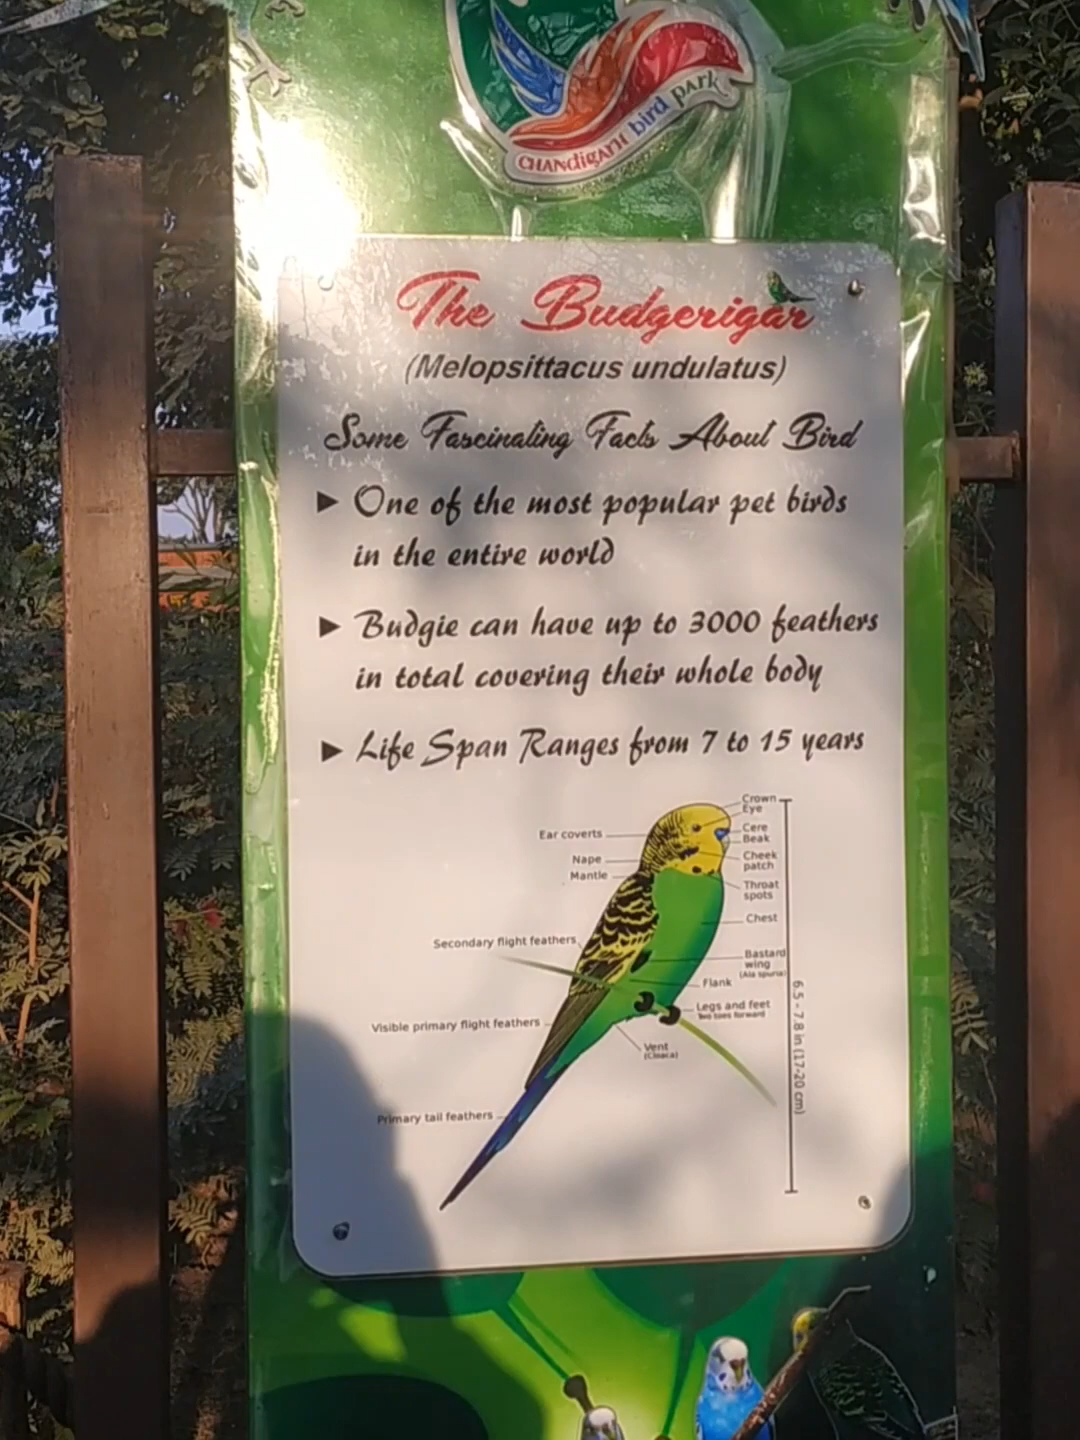 CHANdigARH bird park
The Budgerigar
(Melopsittacus undulatus)
Some Fascinating Facts About Bird
▶ One of the most popular pet birds
in the entire world
▶ Budgie can have up to 3000 feathers
in total covering their whole body
▶ Life Span Ranges from 7 to 15 years
Crown
Eye
Ear coverts
Cere
Beak
Nape
Cheek
patch
Mantle
Throat
spots
Chest
Secondary flight feathers
Bastard
wing
(Ala spuria)
Flank
Legs and feet
Two toes forward
Visible primary flight feathers
Vent
(Cloaca)
6.5 - 7.8 in (17-20 cm)
Primary tail feathers